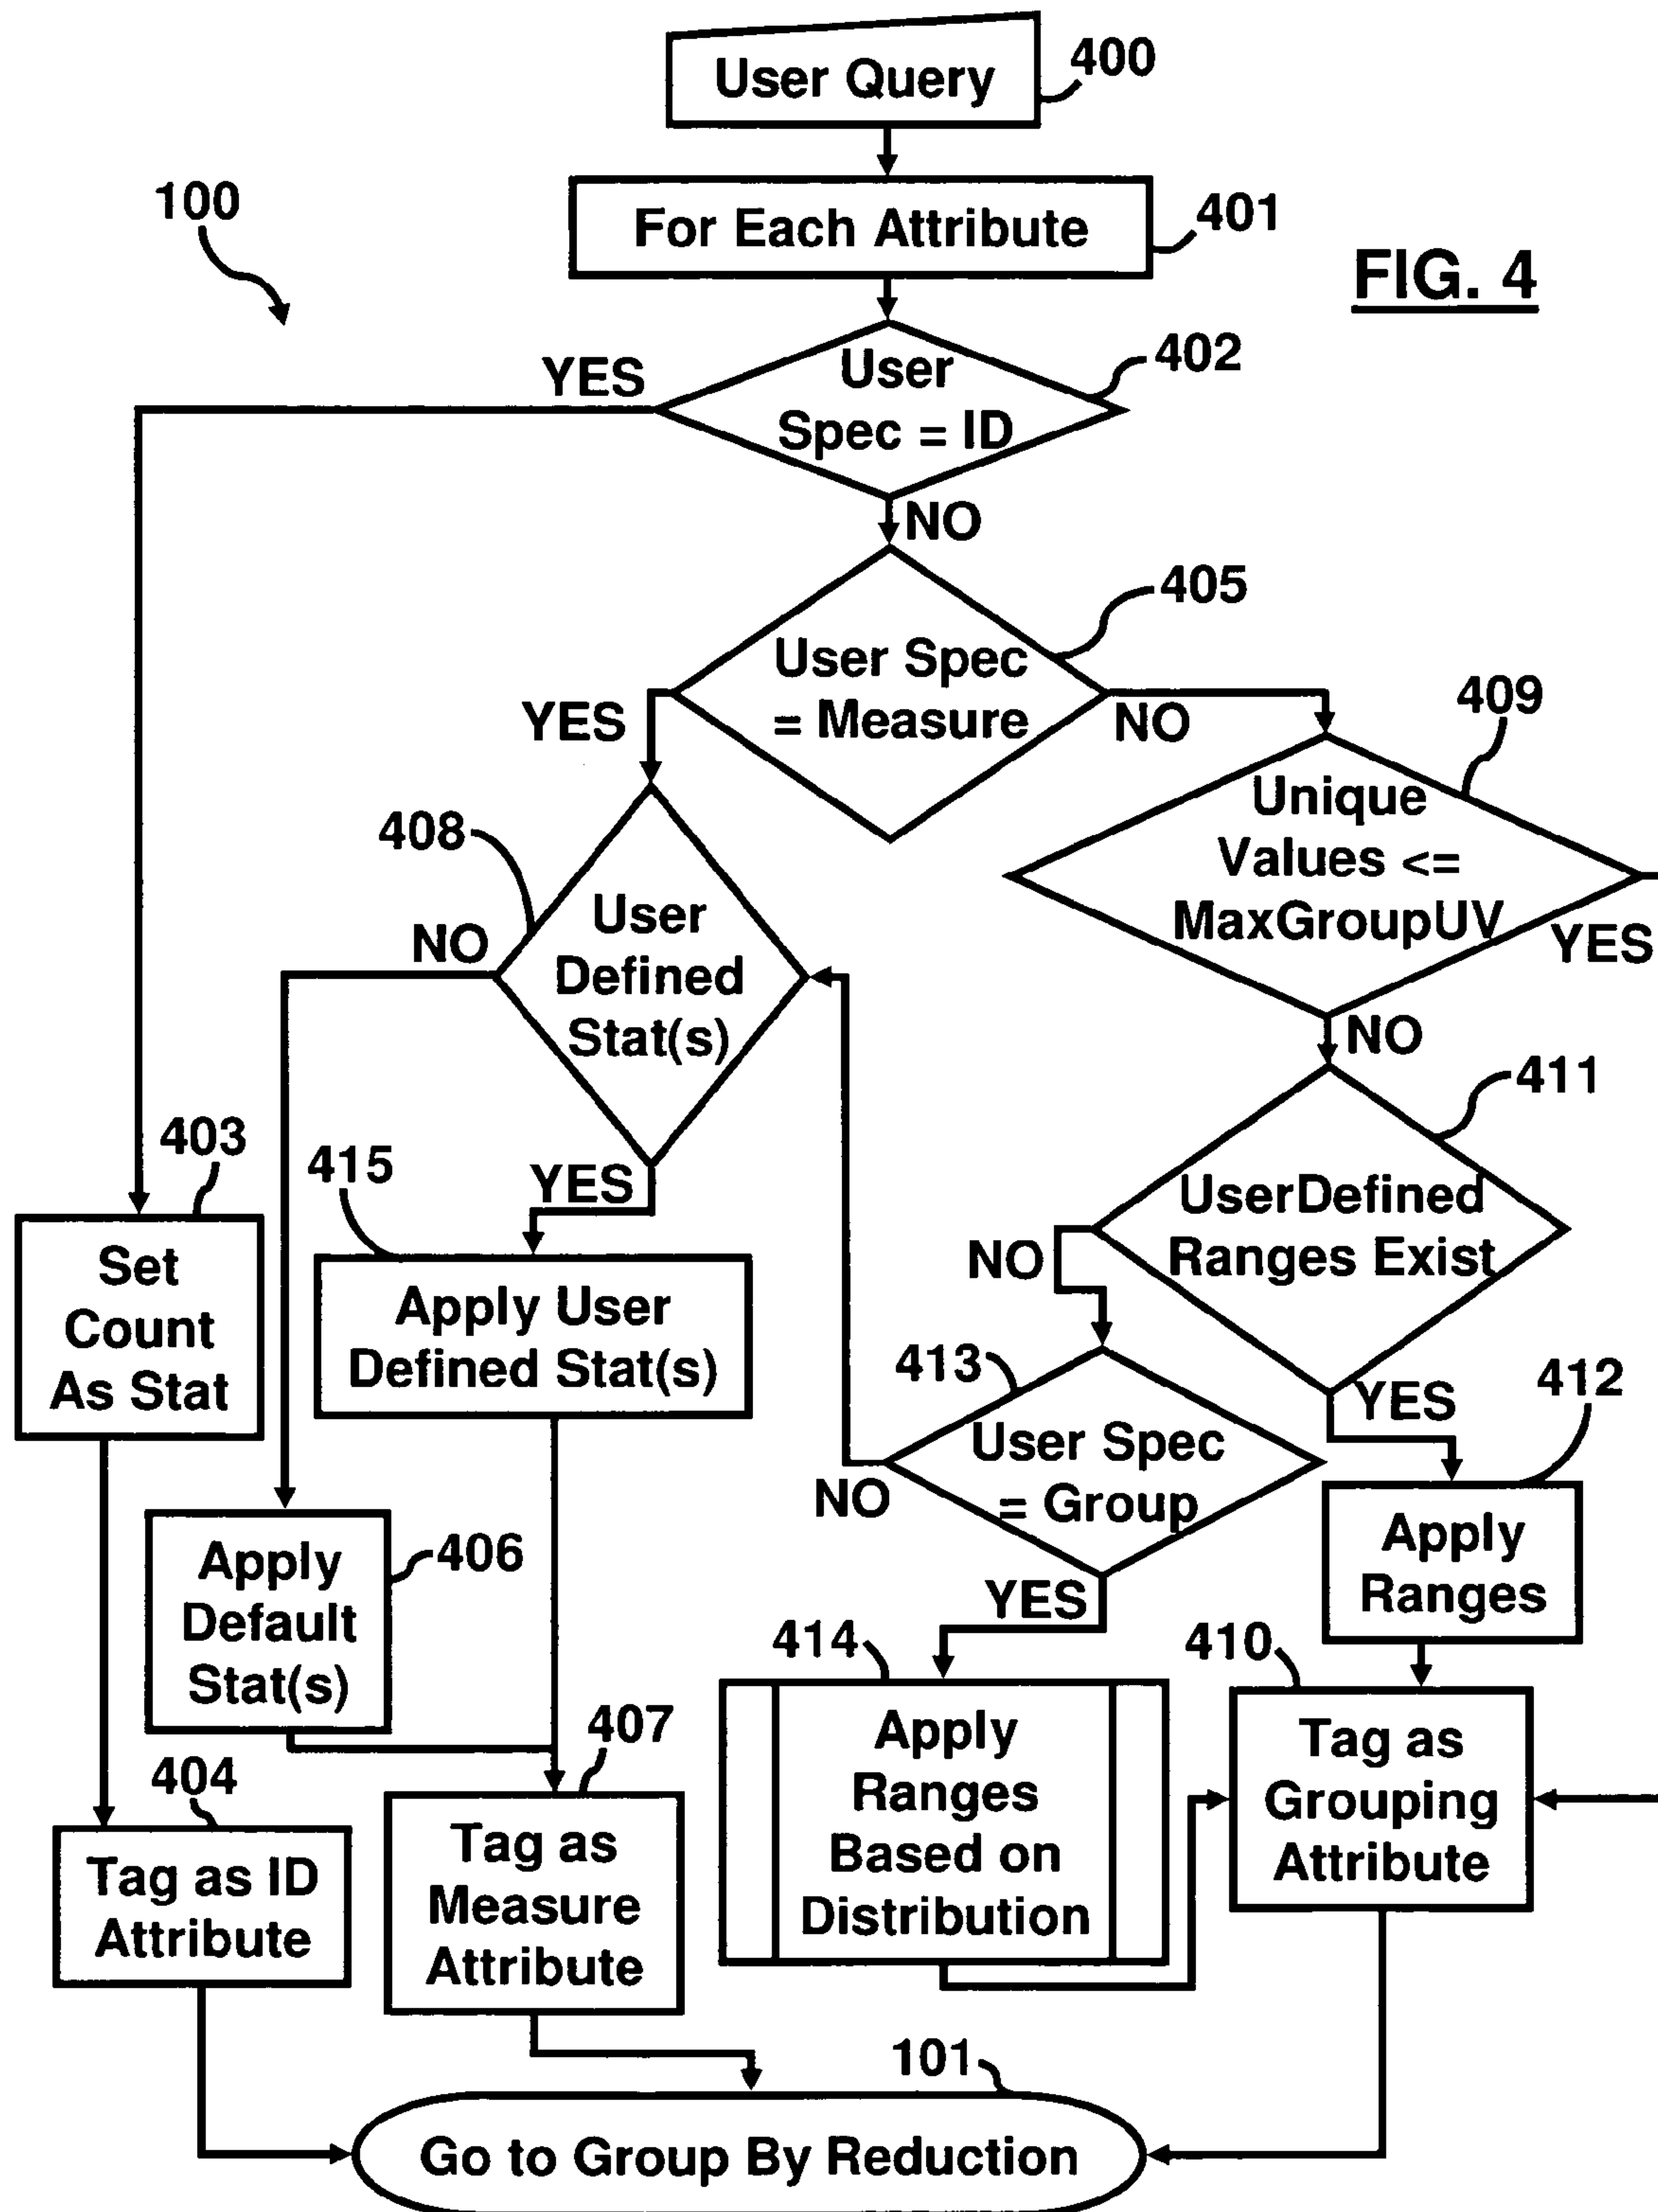 User Query
400
100
For Each Attribute
401
FIG. 4
YES
User
Spec = ID
402
NO
405
User Spec
= Measure
YES
NO
409
408
Unique
Values <=
MaxGroupUV
YES
NO
User
Defined
Stat(s)
NO
411
403
415
YES
UserDefined
Ranges Exist
NO
Set
Count
As Stat
Apply User
Defined Stat(s)
413
YES
412
User Spec
= Group
NO
Apply
Ranges
406
Apply
Default
Stat(s)
YES
414
410
407
404
Apply
Ranges
Based on
Distribution
Tag as
Grouping
Attribute
Tag as ID
Attribute
Tag as
Measure
Attribute
101
Go to Group By Reduction